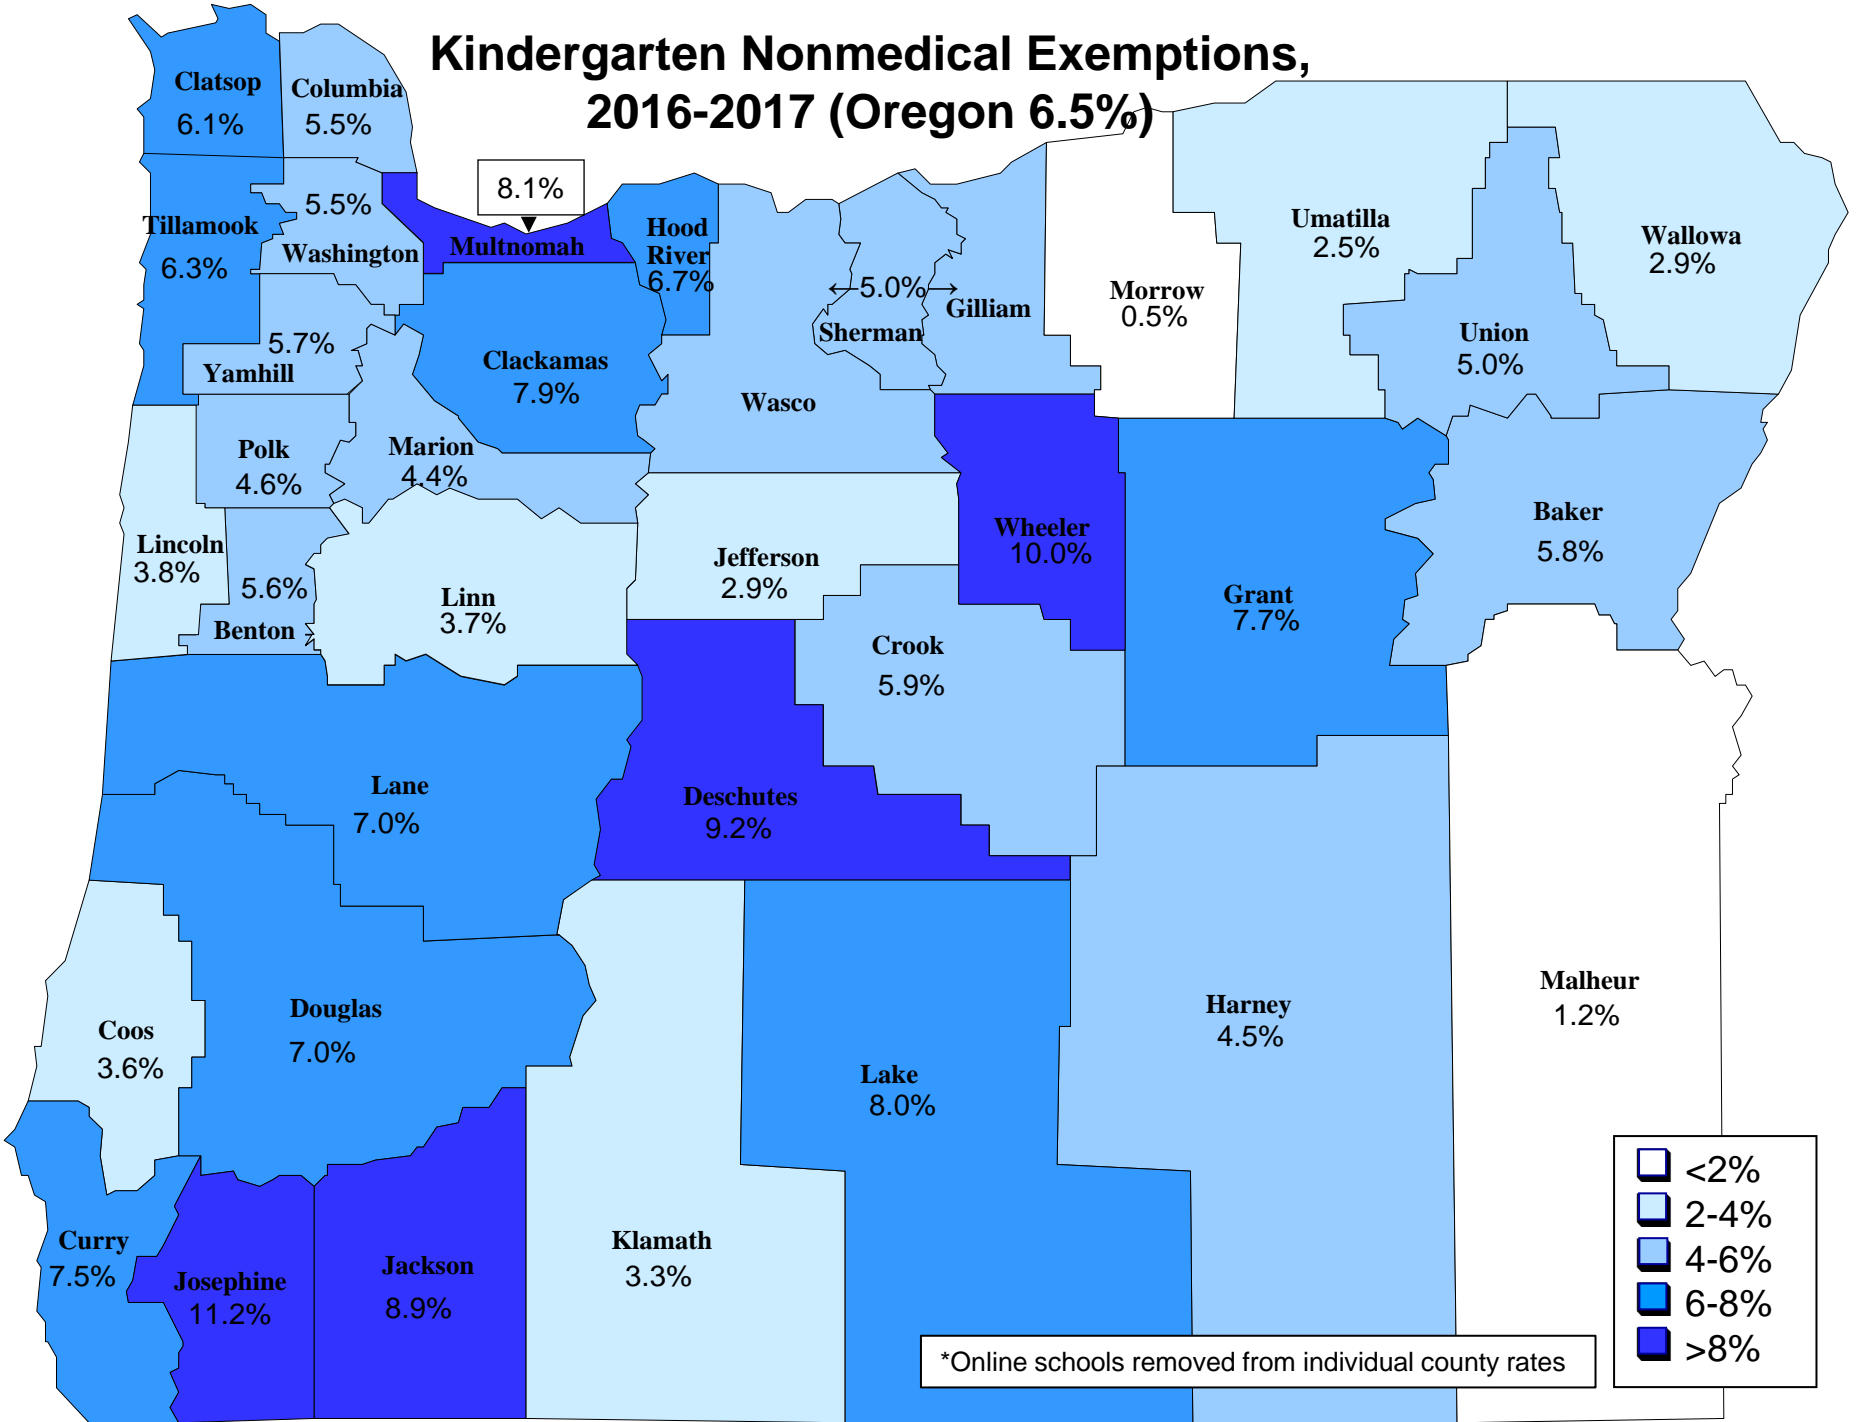 Kindergarten Nonmedical Exemptions,
2016-2017 (Oregon 6.5%)
Clatsop
6.1%
Columbia
5.5%
Tillamook
6.3%
5.5%
Washington
8.1%
Multnomah
Hood
River
6.7%
5.7%
Yamhill
Clackamas
7.9%
Wasco
←5.0%→
Sherman
Gilliam
Morrow
0.5%
Umatilla
2.5%
Union
5.0%
Wallowa
2.9%
Polk
4.6%
Marion
4.4%
Lincoln
3.8%
5.6%
Benton
Linn
3.7%
Jefferson
2.9%
Wheeler
10.0%
Grant
7.7%
Baker
5.8%
Crook
5.9%
Lane
7.0%
Deschutes
9.2%
Coos
3.6%
Douglas
7.0%
Lake
8.0%
Harney
4.5%
Malheur
1.2%
Curry
7.5%
Josephine
11.2%
Jackson
8.9%
Klamath
3.3%
<2%
2-4%
4-6%
6-8%
>8%
*Online schools removed from individual county rates